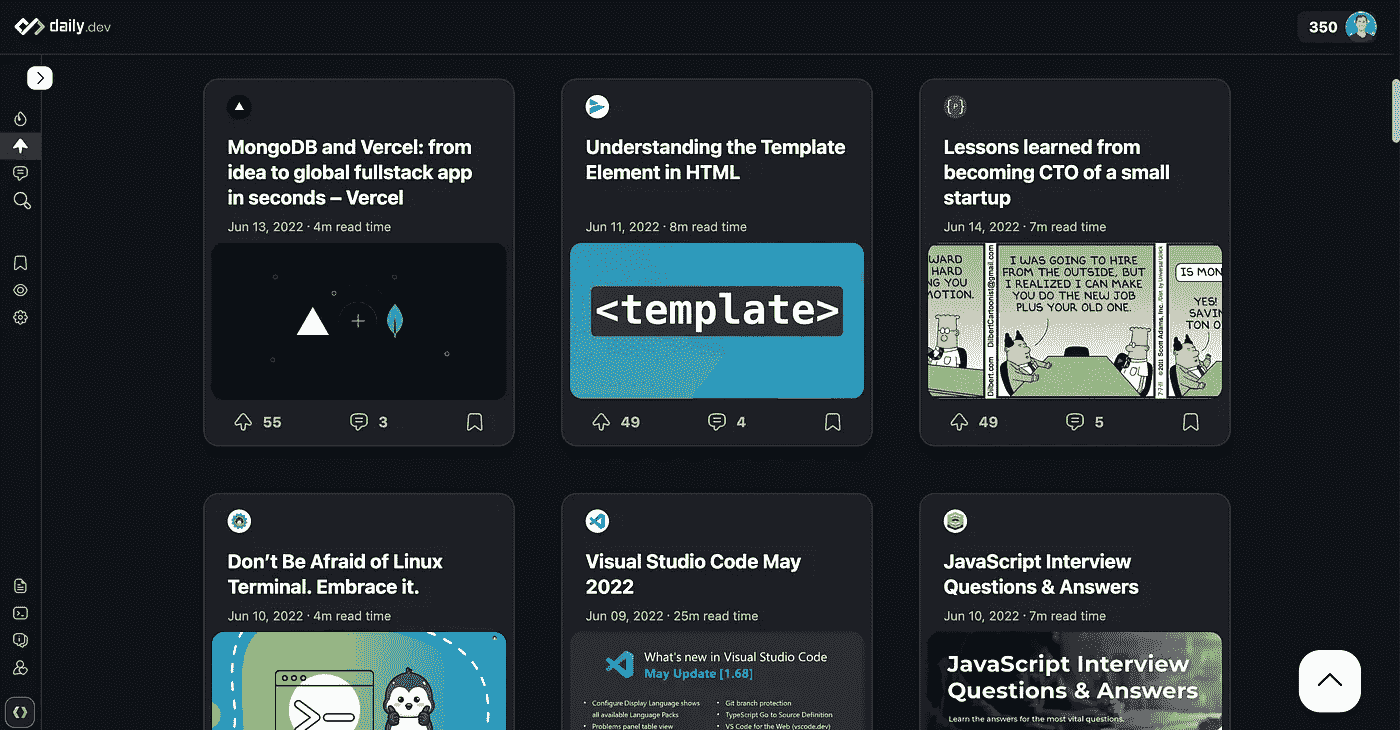 daily.dev
350
MongoDB and Vercel: from
idea to global fullstack app
in seconds – Vercel
Jun 13, 2022 · 4m read time
55
3
Understanding the Template
Element in HTML
Jun 11, 2022 · 8m read time
<template>
49
4
{P}
Lessons learned from
becoming CTO of a small
startup
Jun 14, 2022 · 7m read time
WARD
HARD
NG YOU
MOTION.
Dilbert.com DilbertCartoonist@gmail.com
I WAS GOING TO HIRE
FROM THE OUTSIDE, BUT
I REALIZED I CAN MAKE
YOU DO THE NEW JOB
PLUS YOUR OLD ONE.
7-7-11 ©2011 Scott Adams, Inc.
IS MON
YES!
SAVIN
TON O
49
5
Don’t Be Afraid of Linux
Terminal. Embrace it.
Jun 10, 2022 · 4m read time
Visual Studio Code May
2022
Jun 09, 2022 · 25m read time
What's new in Visual Studio Code
May Update [1.68]
• Configure Display Language shows
all available Language Packs
• Problems panel table view
• Git branch protection
• TypeScript Go to Source Definition
• VS Code for the Web (vscode.dev)
JavaScript Interview
Questions & Answers
Jun 10, 2022 · 7m read time
JavaScript Interview
Questions & Answers
Learn the answers for the most vital questions.